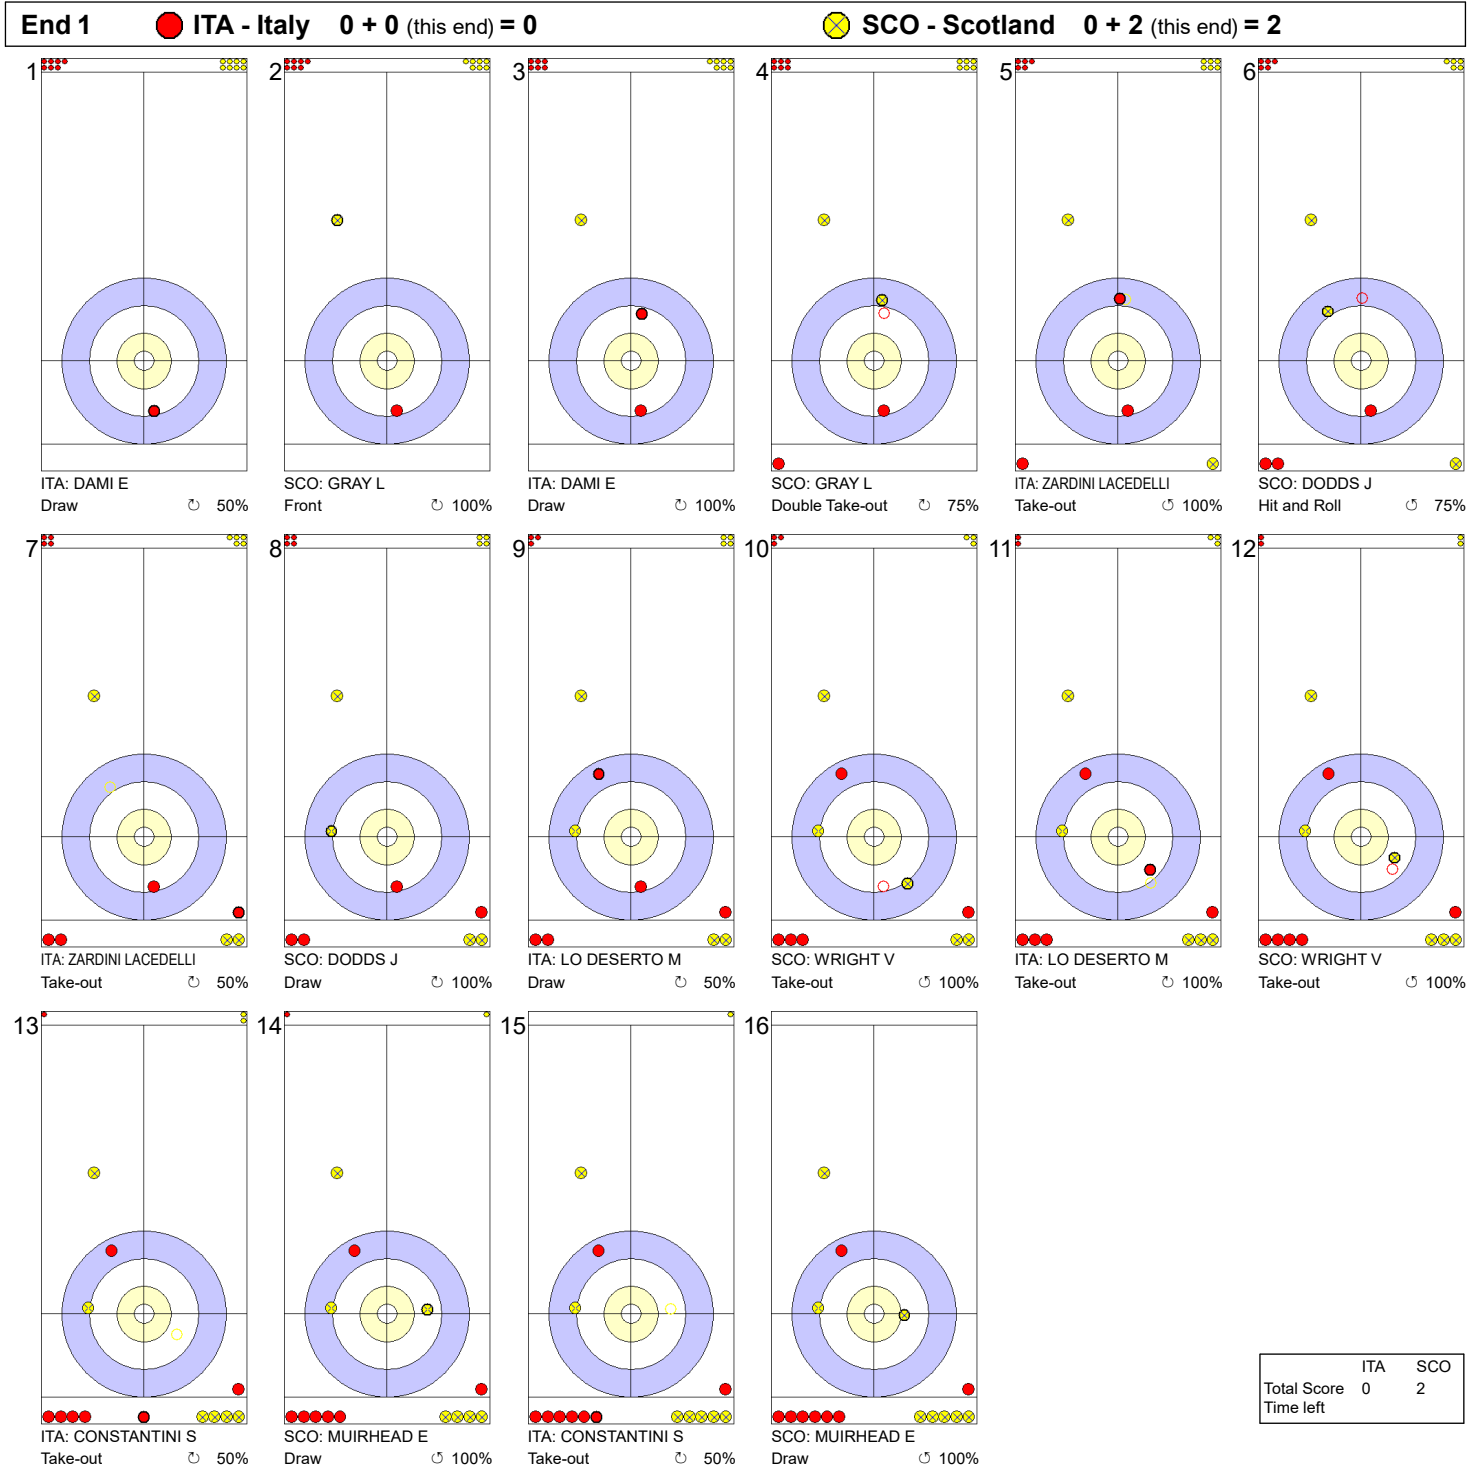 End 1 ITA - Italy 0 + 0 (this end) = 0 SCO - Scotland 0 + 2 (this end) = 2
1 2 3 4 5 6
ITA: DAMI E SCO: GRAY L ITA: DAMI E SCO: GRAY L ITA: ZARDINI LACEDELLI SCO: DODDS J
Draw ↻ 50% Front ↻ 100% Draw ↻ 100% Double Take-out ↻ 75% Take-out ↻ 100% Hit and Roll ↺ 75%
7 8 9 10 11 12
ITA: ZARDINI LACEDELLI SCO: DODDS J ITA: LO DESERTO M SCO: WRIGHT V ITA: LO DESERTO M SCO: WRIGHT V
Take-out ↻ 50% Draw ↻ 100% Draw ↻ 50% Take-out ↺ 100% Take-out ↺ 100% Take-out ↻ 100%
13 14 15 16
ITA: CONSTANTINI S SCO: MUIRHEAD E ITA: CONSTANTINI S SCO: MUIRHEAD E
Take-out ↻ 50% Draw ↻ 100% Take-out ↻ 50% Draw ↺ 100%
ITA SCO
Total Score 0 2
Time left